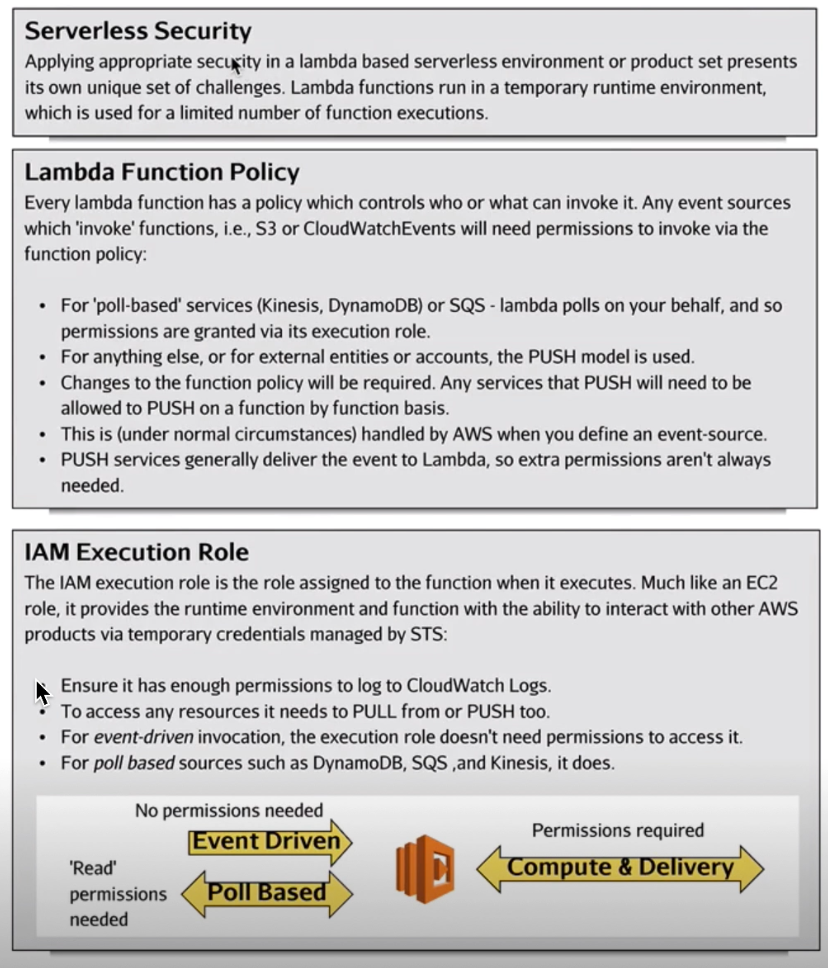 Serverless Security
Applying appropriate security in a lambda based serverless environment or product set presents
its own unique set of challenges. Lambda functions run in a temporary runtime environment,
which is used for a limited number of function executions.
Lambda Function Policy
Every lambda function has a policy which controls who or what can invoke it. Any event sources
which 'invoke' functions, i.e., S3 or CloudWatchEvents will need permissions to invoke via the
function policy:
• For 'poll-based' services (Kinesis, DynamoDB) or SQS - lambda polls on your behalf, and so
permissions are granted via its execution role.
• For anything else, or for external entities or accounts, the PUSH model is used.
• Changes to the function policy will be required. Any services that PUSH will need to be
allowed to PUSH on a function by function basis.
• This is (under normal circumstances) handled by AWS when you define an event-source.
• PUSH services generally deliver the event to Lambda, so extra permissions aren't always
needed.
IAM Execution Role
The IAM execution role is the role assigned to the function when it executes. Much like an EC2
role, it provides the runtime environment and function with the ability to interact with other AWS
products via temporary credentials managed by STS:
• Ensure it has enough permissions to log to CloudWatch Logs.
• To access any resources it needs to PULL from or PUSH too.
• For event-driven invocation, the execution role doesn't need permissions to access it.
• For poll based sources such as DynamoDB, SQS ,and Kinesis, it does.
No permissions needed
Event Driven
'Read'
permissions
needed
Poll Based
Permissions required
Compute & Delivery